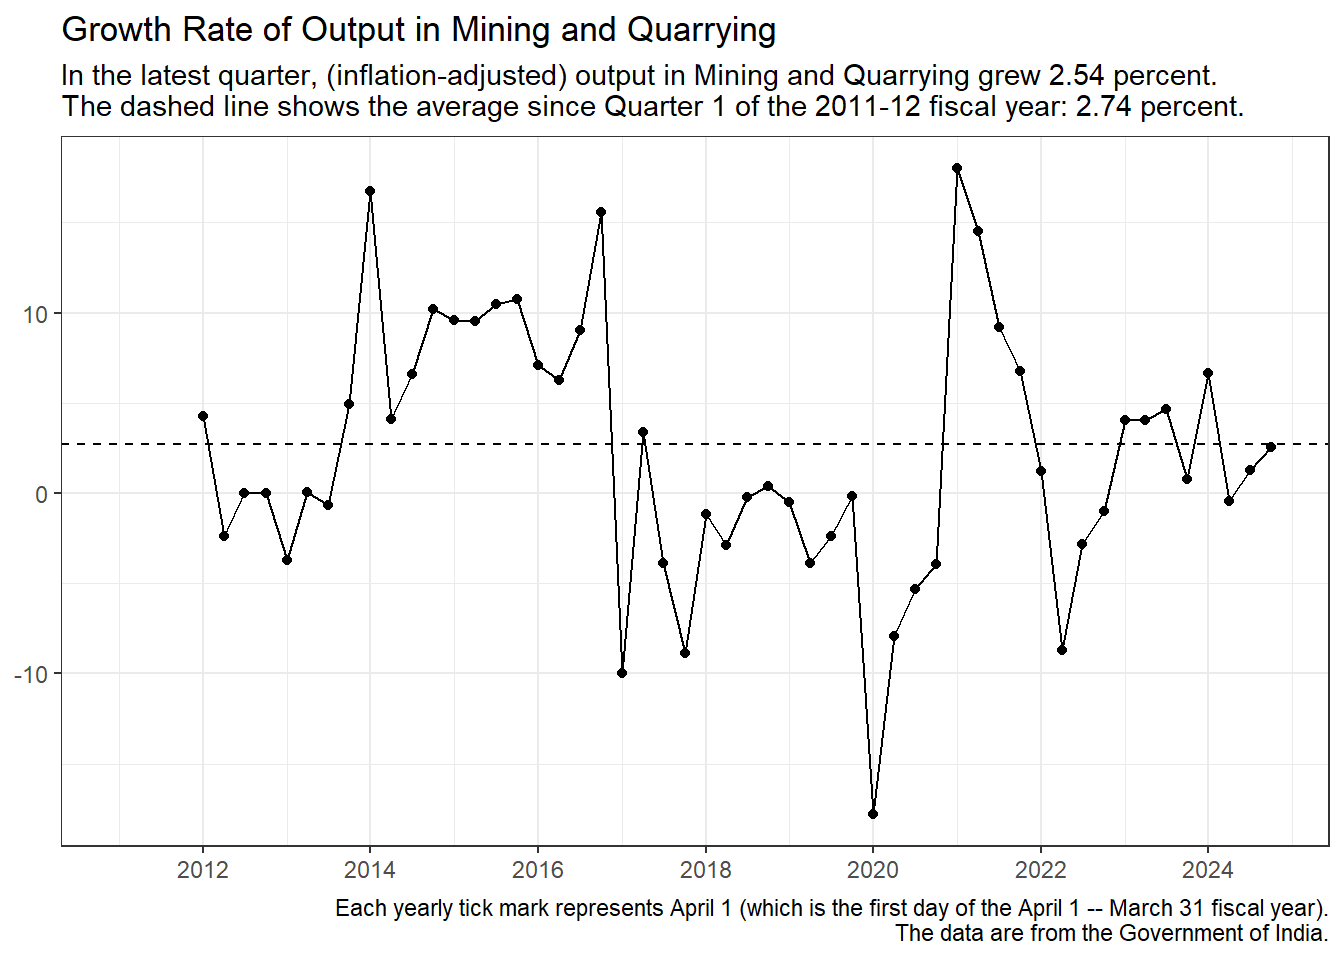 Growth Rate of Output in Mining and Quarrying
In the latest quarter, (inflation-adjusted) output in Mining and Quarrying grew 2.54 percent.
The dashed line shows the average since Quarter 1 of the 2011-12 fiscal year: 2.74 percent.
10
0
-10
2012 2014 2016 2018 2020 2022 2024
Each yearly tick mark represents April 1 (which is the first day of the April 1 -- March 31 fiscal year).
The data are from the Government of India.